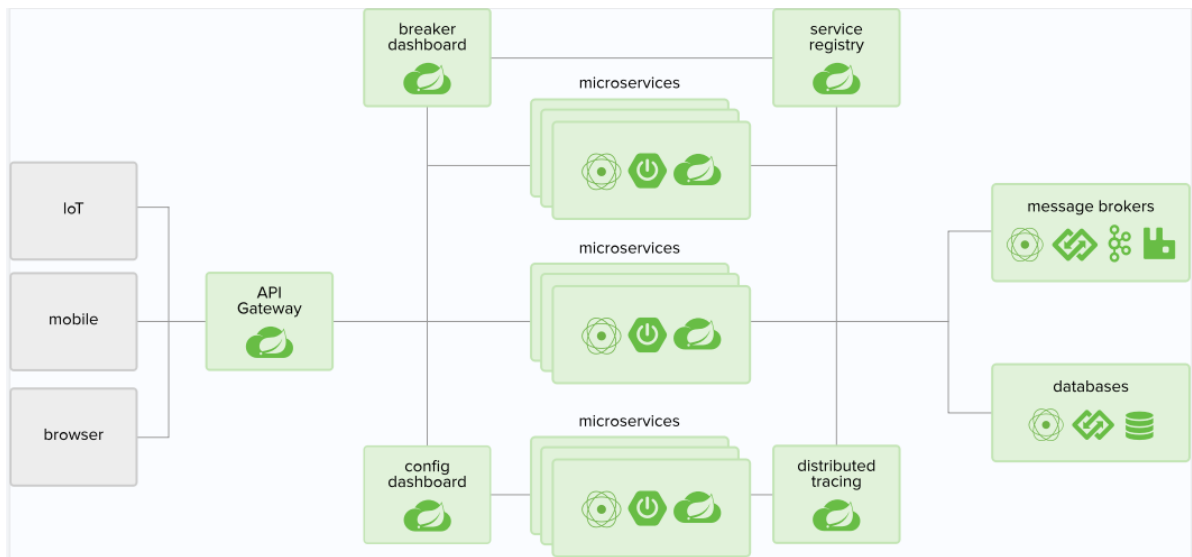 breaker
dashboard
service
registry
microservices
IoT
message brokers
microservices
API
Gateway
mobile
databases
microservices
browser
config
dashboard
distributed
tracing